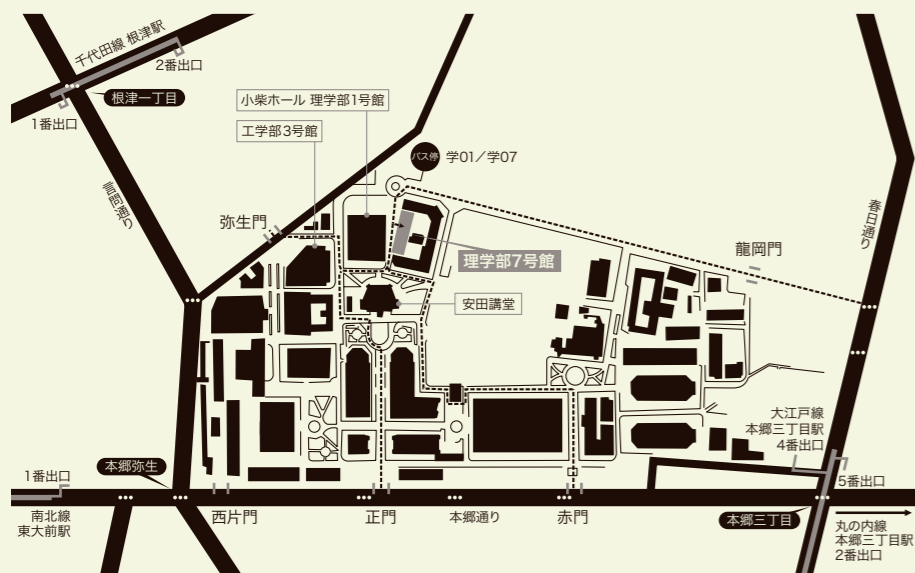 千代田線 根津駅
2番出口
根津一丁目
1番出口
小柴ホール 理学部1号館
工学部3号館
バス停 学01／学07
言問通り
弥生門
春日通り
龍岡門
理学部7号館
安田講堂
大江戸線
本郷三丁目駅
4番出口
5番出口
本郷弥生
1番出口
南北線
東大前駅
西片門
正門
本郷通り
赤門
本郷三丁目
丸の内線
本郷三丁目駅
2番出口